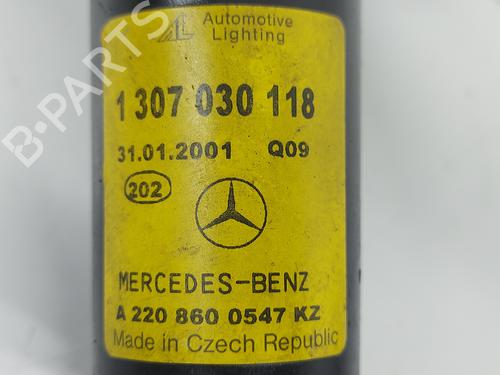 AL Automotive
Lighting
1 307 030 118
31.01.2001 Q09
202
MERCEDES-BENZ
A 220 860 0547 KZ
Made in Czech Republic
B-PARTS